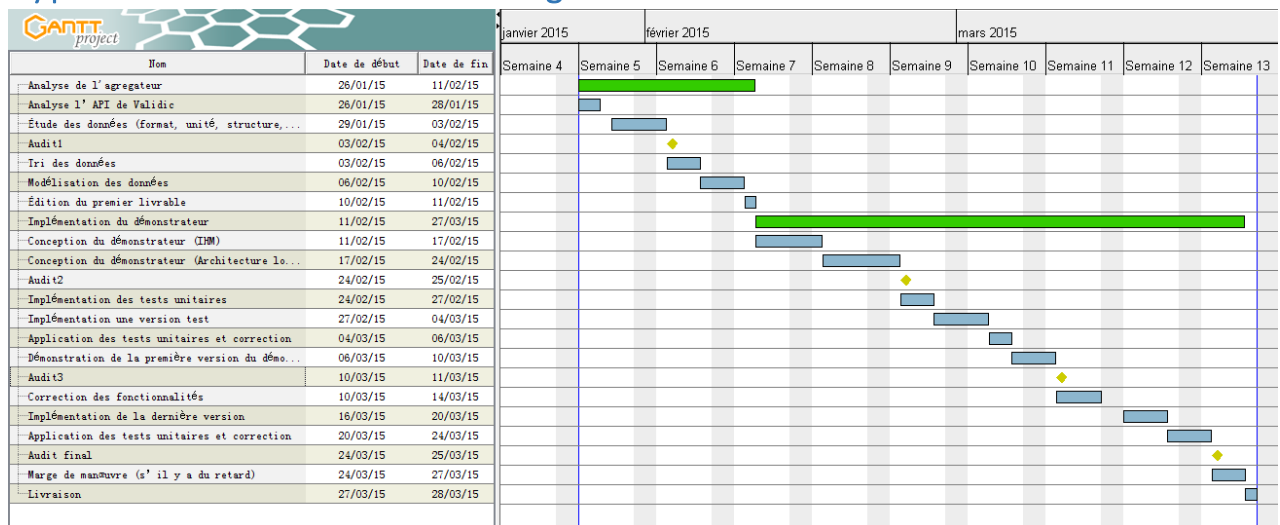 GANTT
project
janvier 2015 février 2015 mars 2015
Nom Date de début Date de fin Semaine 4 Semaine 5 Semaine 6 Semaine 7 Semaine 8 Semaine 9 Semaine 10 Semaine 11 Semaine 12 Semaine 13
Analyse de l'agregateur 26/01/15 11/02/15
Analyse l' API de Validic 26/01/15 28/01/15
Étude des données (format, unité, structure,... 29/01/15 03/02/15
Audit1 03/02/15 04/02/15
Tri des données 03/02/15 06/02/15
Modélisation des données 06/02/15 10/02/15
Édition du premier livrable 10/02/15 11/02/15
Implémentation du démonstrateur 11/02/15 27/03/15
Conception du démonstrateur (IHM) 11/02/15 17/02/15
Conception du démonstrateur (Architecture lo... 17/02/15 24/02/15
Audit2 24/02/15 25/02/15
Implémentation des tests unitaires 24/02/15 27/02/15
Implémentation une version test 27/02/15 04/03/15
Application des tests unitaires et correction 04/03/15 06/03/15
Démonstration de la première version du démo... 06/03/15 10/03/15
Audit3 10/03/15 11/03/15
Correction des fonctionnalités 10/03/15 14/03/15
Implémentation de la dernière version 16/03/15 20/03/15
Application des tests unitaires et correction 20/03/15 24/03/15
Audit final 24/03/15 25/03/15
Marge de manœuvre (s' il y a du retard) 24/03/15 27/03/15
Livraison 27/03/15 28/03/15